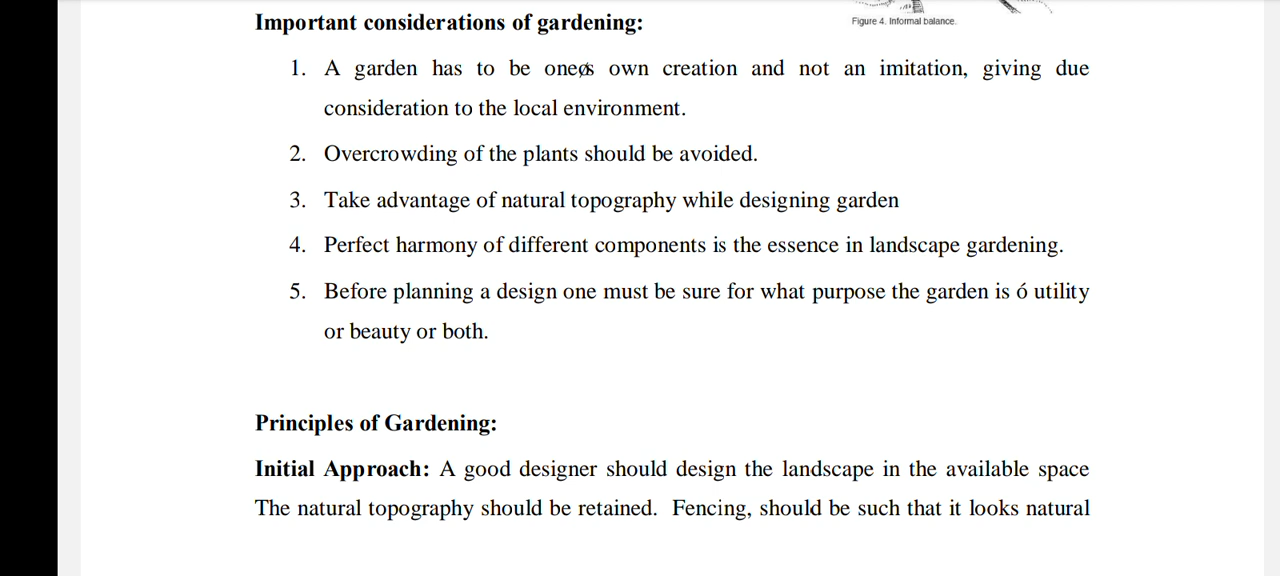 Important considerations of gardening:
Figure 4. Informal balance.
1. A garden has to be oneøs own creation and not an imitation, giving due
consideration to the local environment.
2. Overcrowding of the plants should be avoided.
3. Take advantage of natural topography while designing garden
4. Perfect harmony of different components is the essence in landscape gardening.
5. Before planning a design one must be sure for what purpose the garden is ó utility
or beauty or both.
Principles of Gardening:
Initial Approach: A good designer should design the landscape in the available space
The natural topography should be retained. Fencing, should be such that it looks natural